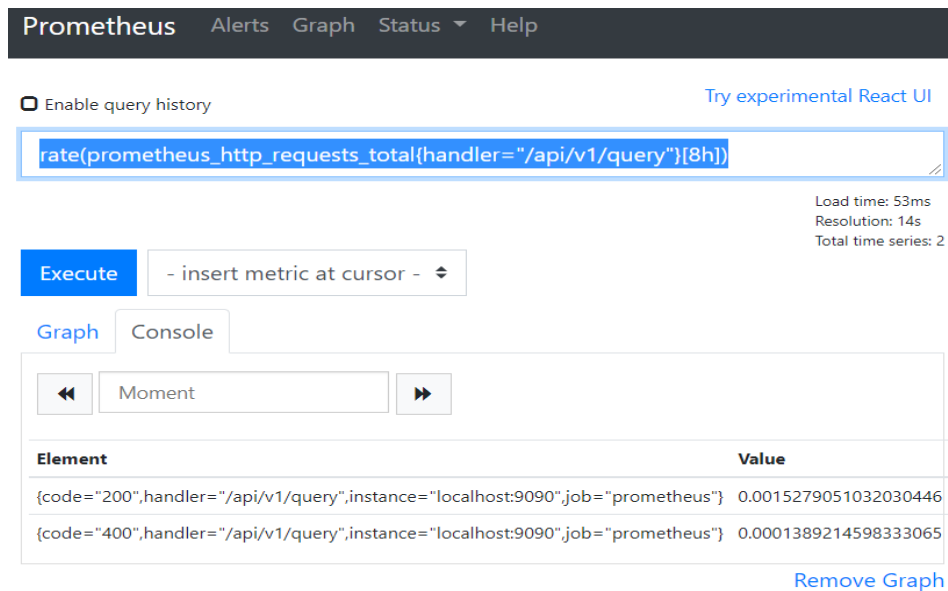 Prometheus Alerts Graph Status Help
Enable query history
Try experimental React UI
rate(prometheus_http_requests_total{handler="/api/v1/query"}[8h])
Load time: 53ms
Resolution: 14s
Total time series: 2
Execute
- insert metric at cursor -
Graph
Console
Moment
Element Value
{code="200",handler="/api/v1/query",instance="localhost:9090",job="prometheus"} 0.0015279051032030446
{code="400",handler="/api/v1/query",instance="localhost:9090",job="prometheus"} 0.0001389214598333065
Remove Graph